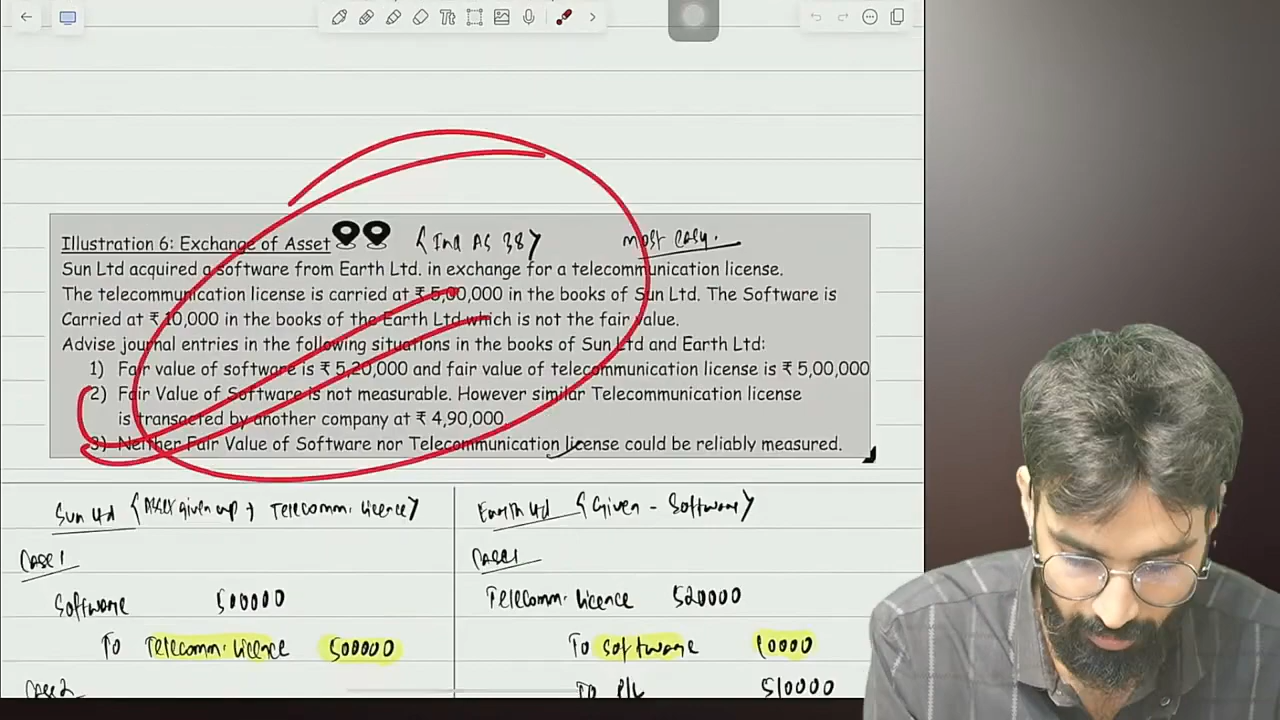 Illustration 6: Exchange of Asset {Ind AS 38} most easy.
Sun Ltd acquired a software from Earth Ltd. in exchange for a telecommunication license.
The telecommunication license is carried at ₹ 5,00,000 in the books of Sun Ltd. The Software is
Carried at ₹ 10,000 in the books of the Earth Ltd which is not the fair value.
Advise journal entries in the following situations in the books of Sun Ltd and Earth Ltd:
1) Fair value of software is ₹ 5,20,000 and fair value of telecommunication license is ₹ 5,00,000
2) Fair Value of Software is not measurable. However similar Telecommunication license
is transacted by another company at ₹ 4,90,000.
3) Neither Fair Value of Software nor Telecommunication license could be reliably measured.
Sun Ltd {Asset given up → Telecomm. licence}
Case 1
Software 500000
To Telecomm. licence 500000
Case 2
Earth Ltd {Given - Software}
Case 1
Telecomm. licence 520000
To software 10000
To P/L 510000